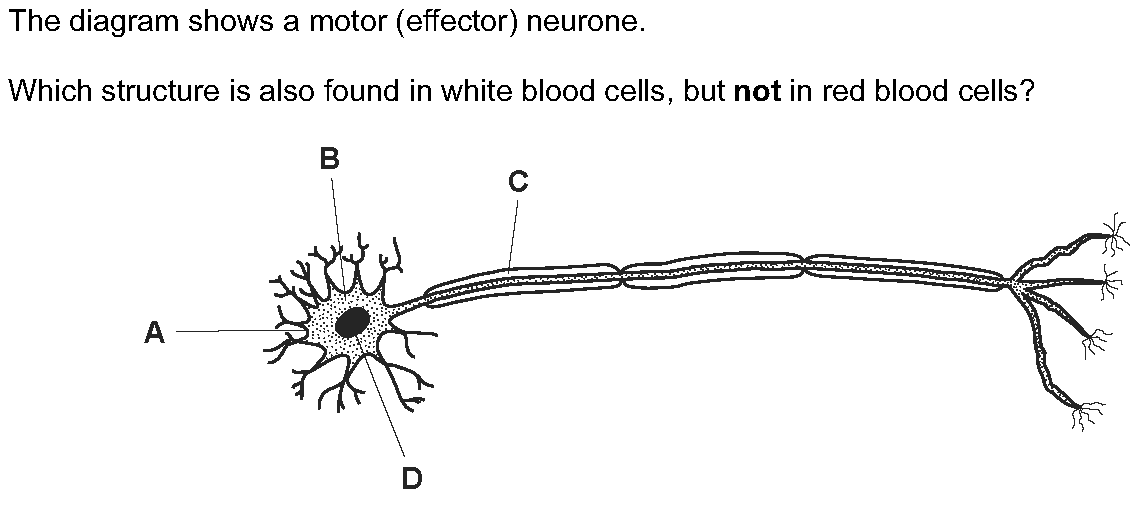 The diagram shows a motor (effector) neurone.
Which structure is also found in white blood cells, but not in red blood cells?
B
C
A
D